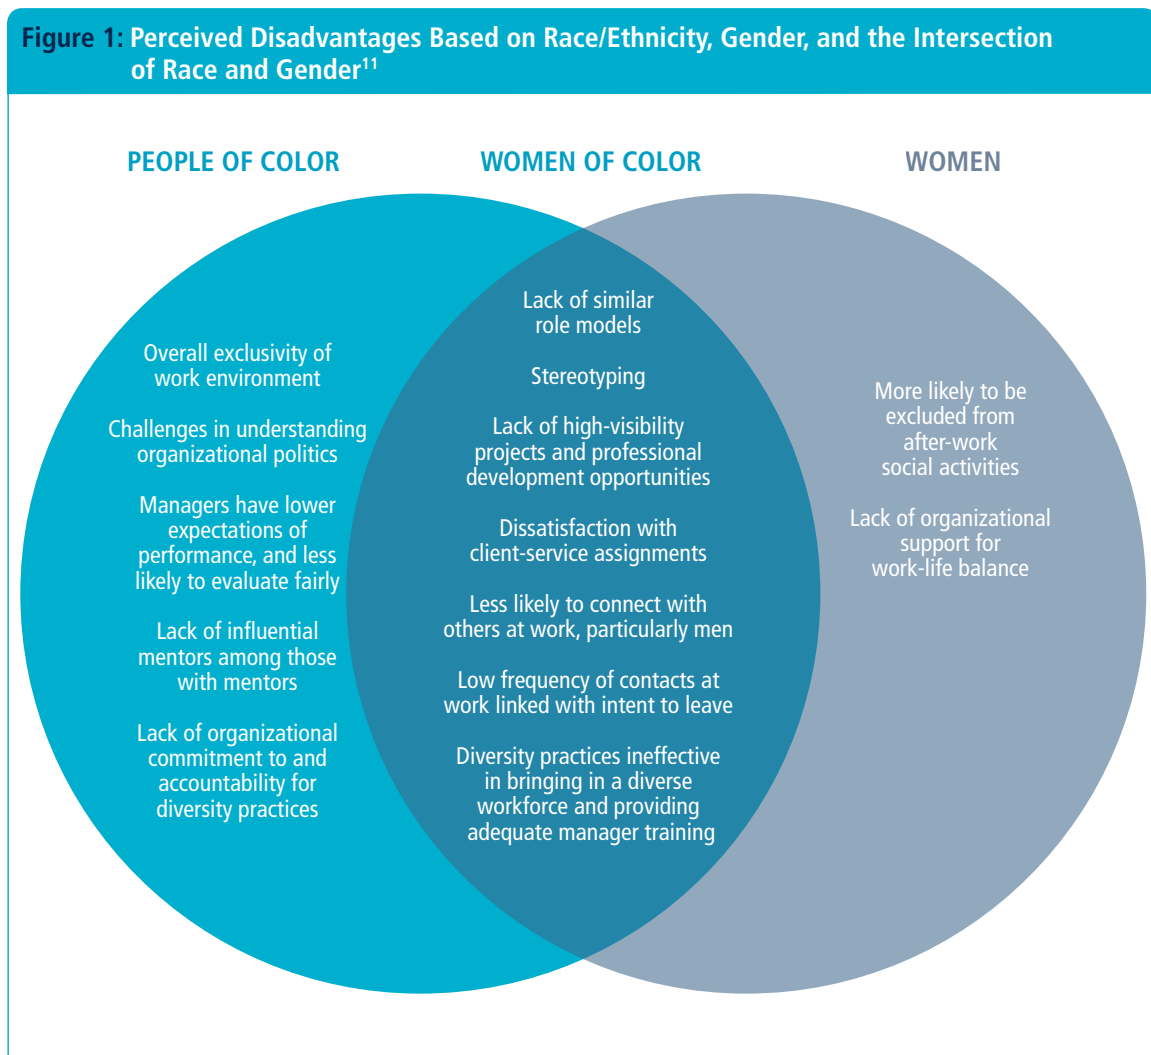 Figure 1: Perceived Disadvantages Based on Race/Ethnicity, Gender, and the Intersection
of Race and Gender11
PEOPLE OF COLOR
WOMEN OF COLOR
WOMEN
Overall exclusivity of
work environment
Challenges in understanding
organizational politics
Managers have lower
expectations of
performance, and less
likely to evaluate fairly
Lack of influential
mentors among those
with mentors
Lack of organizational
commitment to and
accountability for
diversity practices
Lack of similar
role models
Stereotyping
Lack of high-visibility
projects and professional
development opportunities
Dissatisfaction with
client-service assignments
Less likely to connect with
others at work, particularly men
Low frequency of contacts at
work linked with intent to leave
Diversity practices ineffective
in bringing in a diverse
workforce and providing
adequate manager training
More likely to be
excluded from
after-work
social activities
Lack of organizational
support for
work-life balance